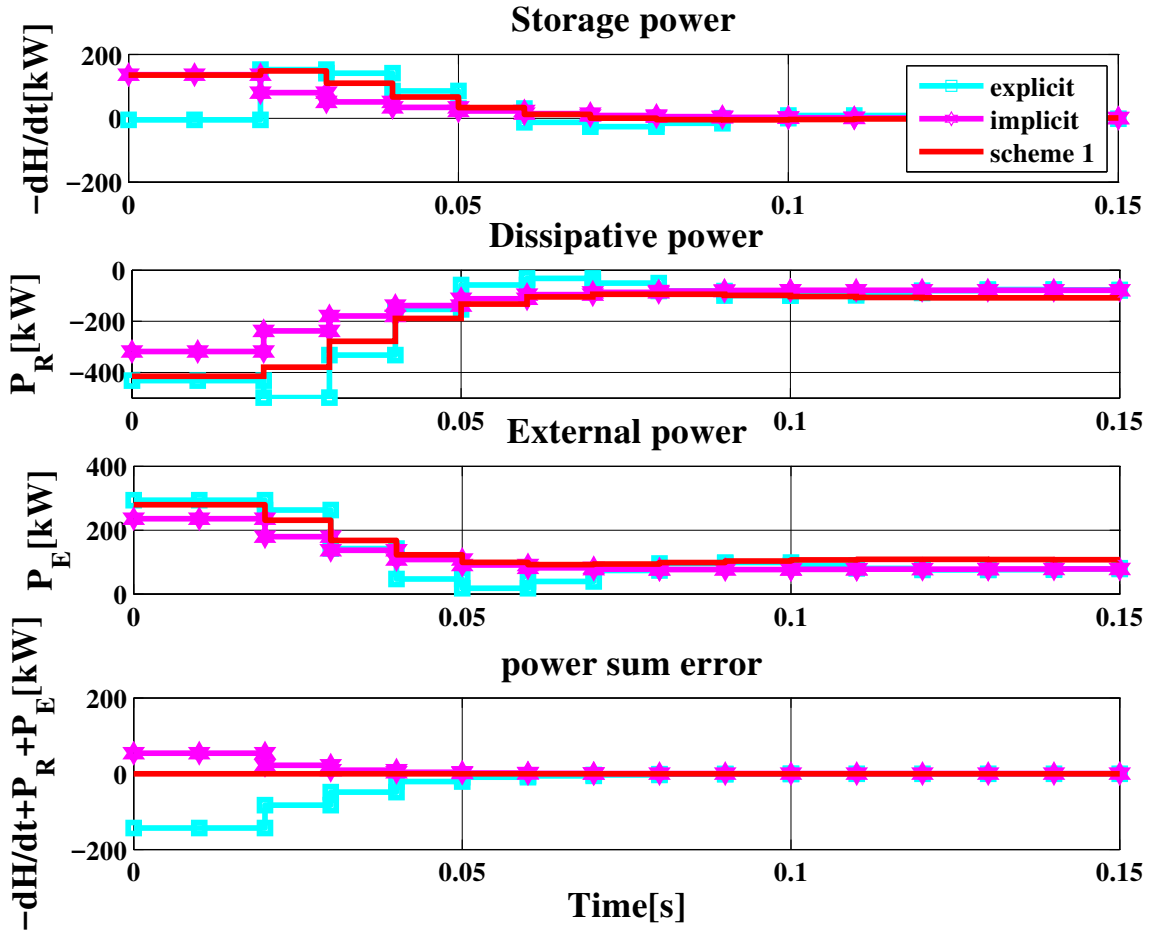 Storage power
−dH/dt[kW]
200
0
−200
0
0.05
0.1
0.15
explicit
implicit
scheme 1
Dissipative power
P_R[kW]
0
−200
−400
0
0.05
0.1
0.15
External power
P_E[kW]
400
200
0
0
0.05
0.1
0.15
power sum error
−dH/dt+P_R+P_E[kW]
200
0
−200
0
0.05
0.1
0.15
Time[s]